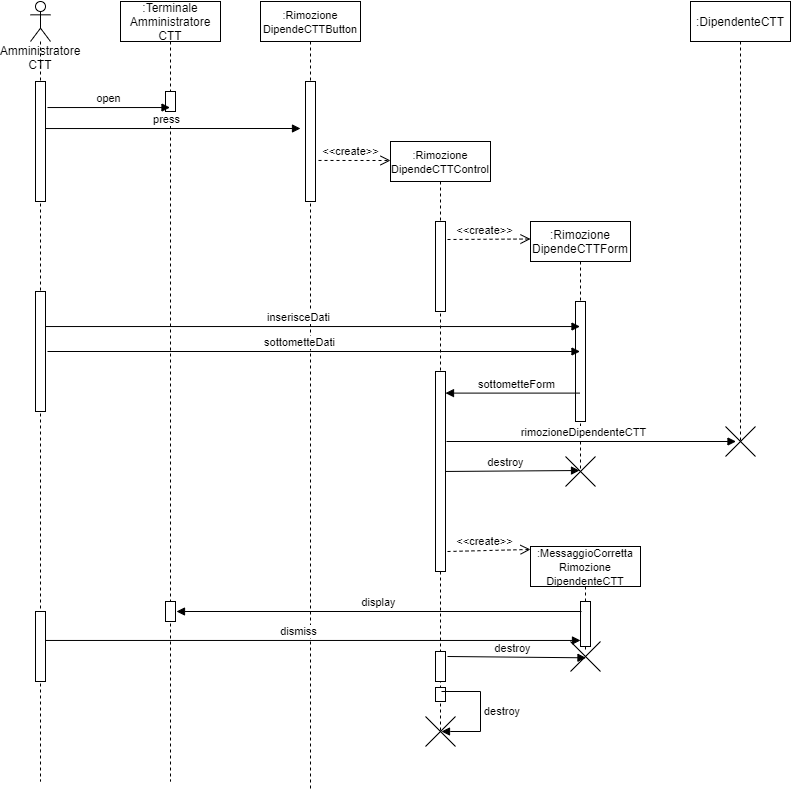 :Terminale
Amministratore
CTT
:Rimozione
DipendeCTTButton
:DipendenteCTT
Amministratore
CTT
open
press
<<create>>
:Rimozione
DipendeCTTControl
<<create>>
:Rimozione
DipendeCTTForm
inserisceDati
sottometteDati
sottometteForm
rimozioneDipendenteCTT
destroy
<<create>>
:MessaggioCorretta
Rimozione
DipendenteCTT
display
dismiss
destroy
destroy